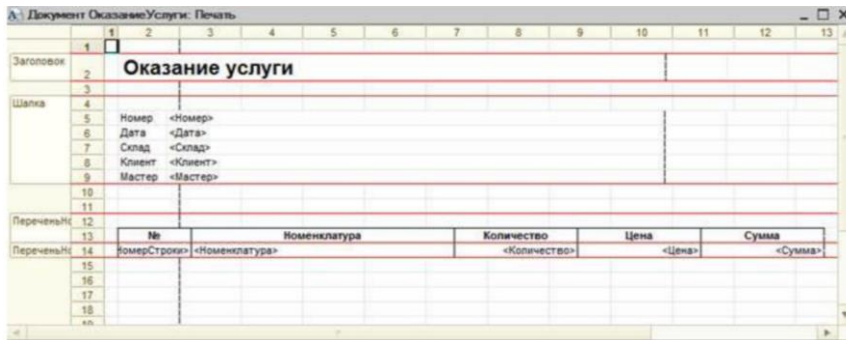 Документ ОказаниеУслуги: Печать
1 2 3 4 5 6 7 8 9 10 11 12 13
1
Заголовок
2 Оказание услуги
3
Шапка 4
5 Номер <Номер>
6 Дата <Дата>
7 Склад <Склад>
8 Клиент <Клиент>
9 Мастер <Мастер>
10
11
ПереченьНо 12
13 № Номенклатура Количество Цена Сумма
ПереченьНо 14 НомерСтроки> <Номенклатура> <Количество> <Цена> <Сумма>
15
16
17
18
19